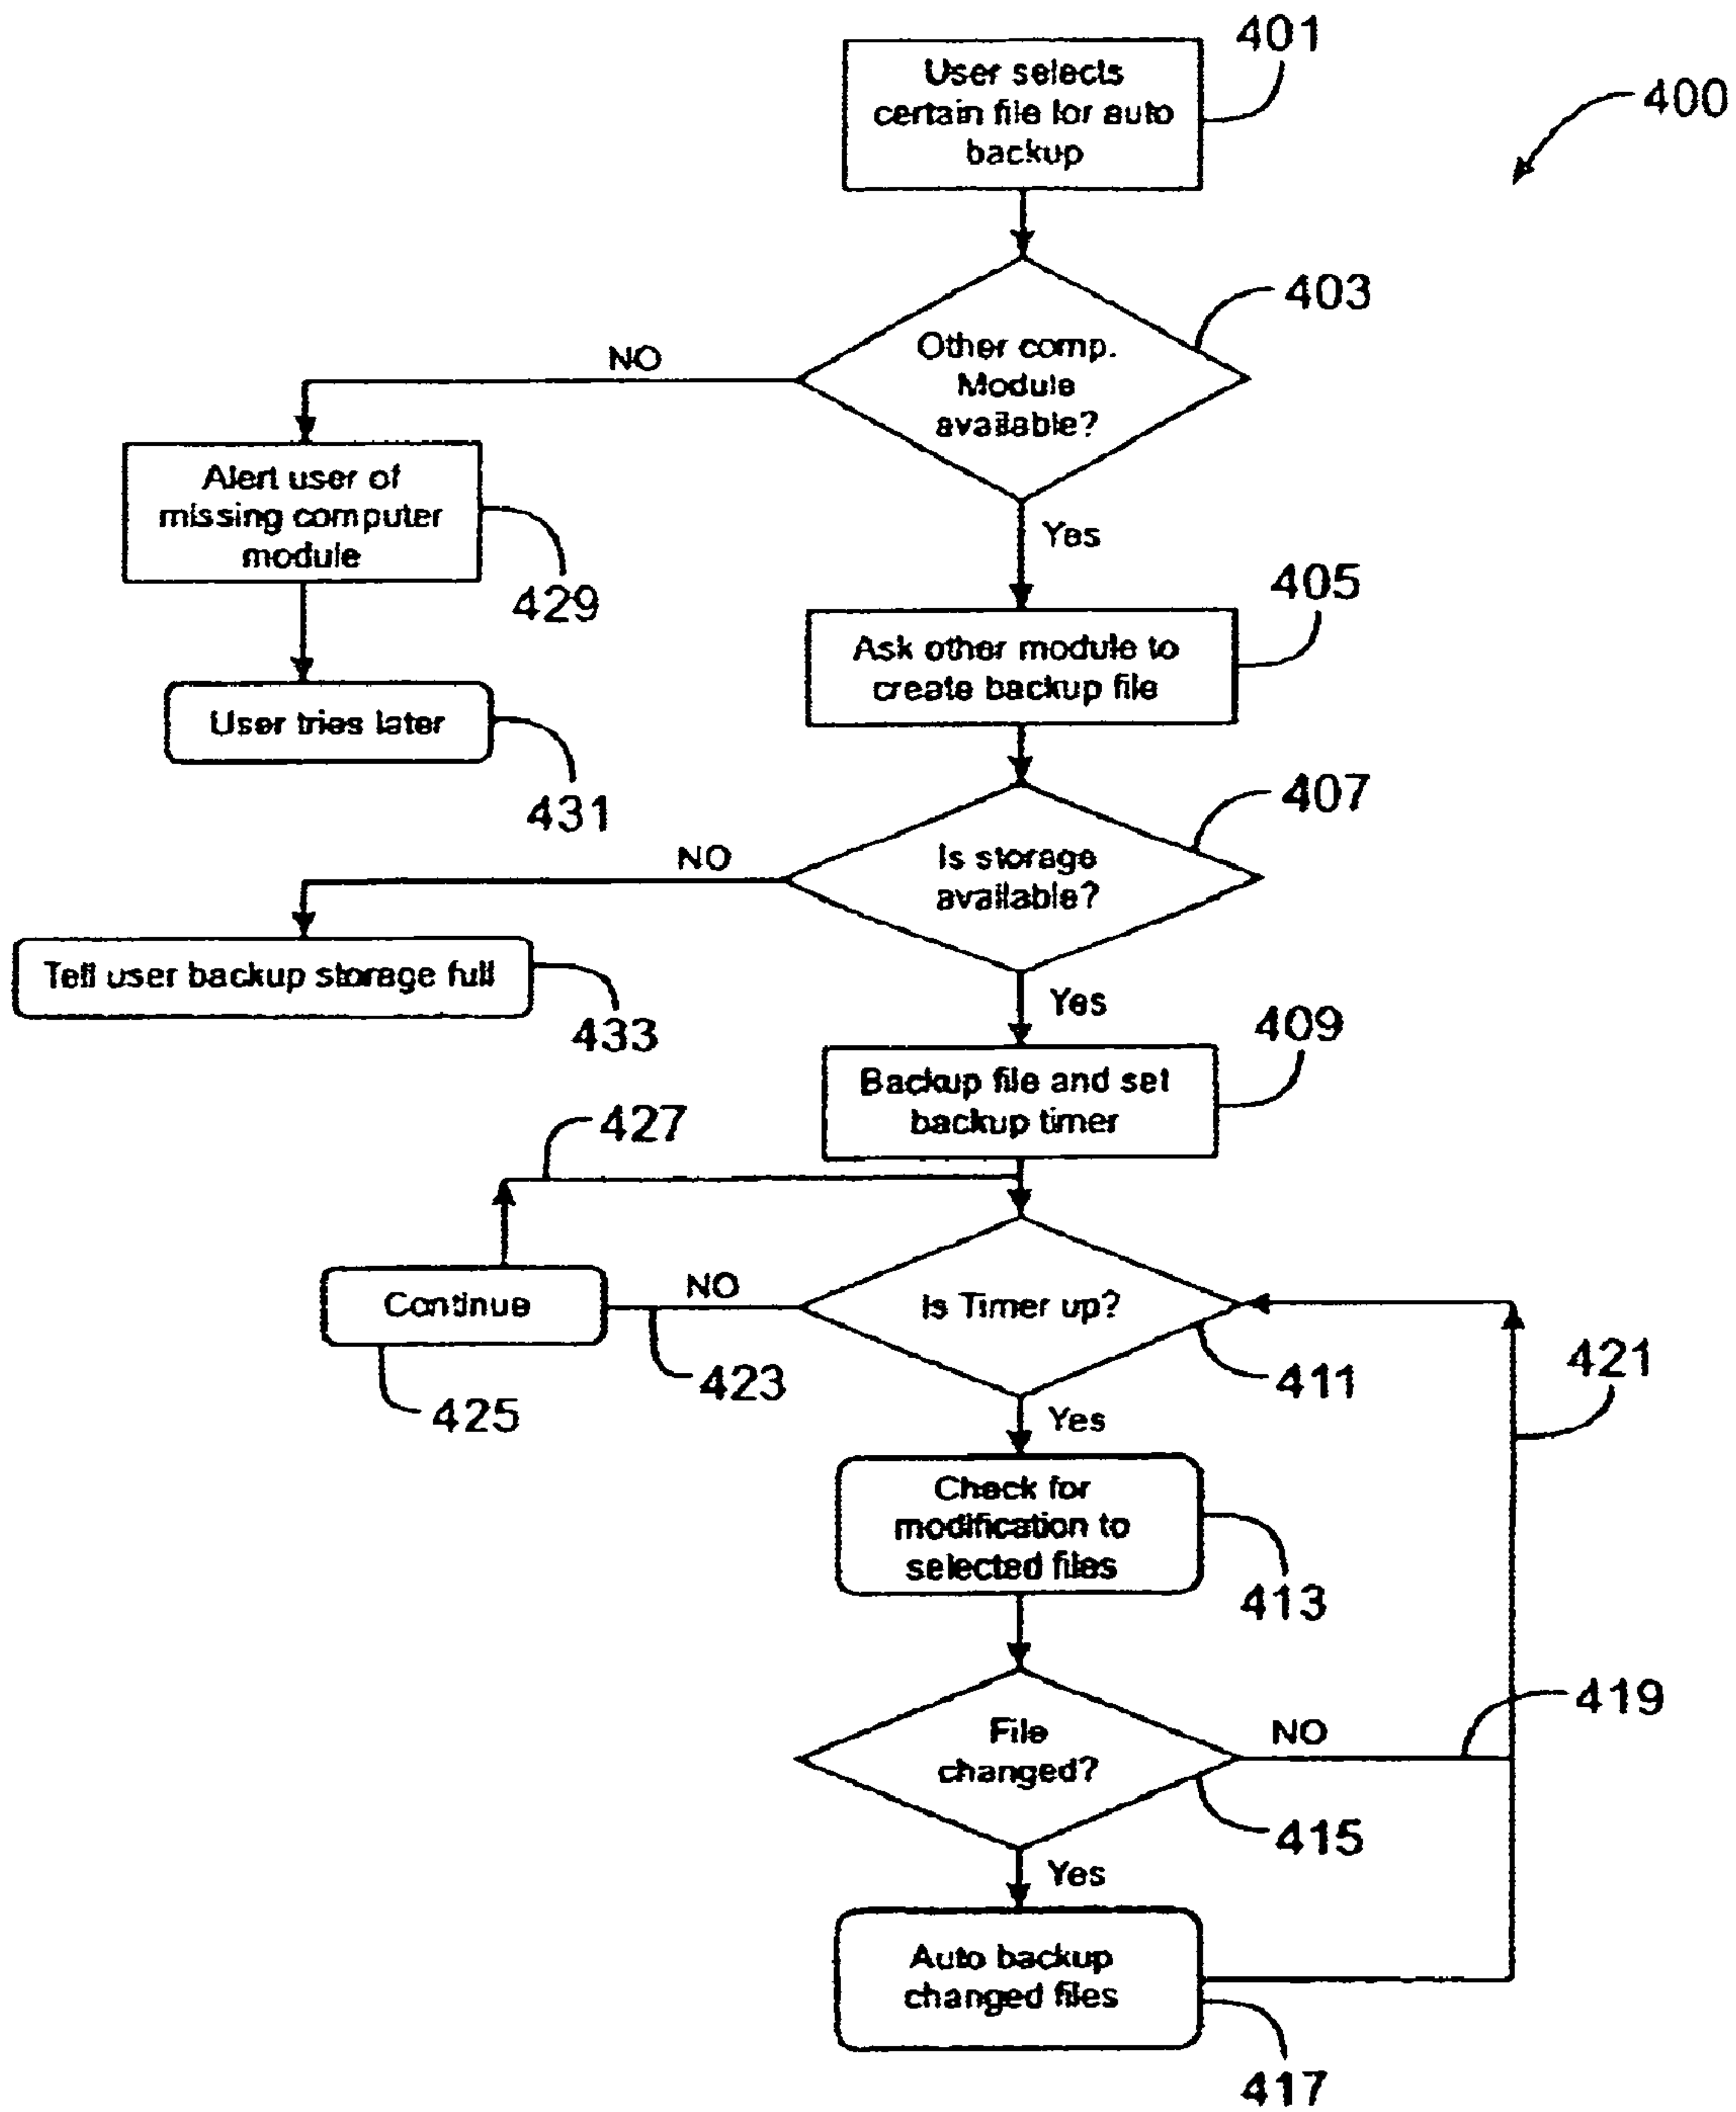 401
User selects
certain file for auto
backup
400
403
Other comp.
Module
available?
NO
Alert user of
missing computer
module
429
Yes
405
Ask other module to
create backup file
User tries later
431
407
Is storage
available?
NO
Tell user backup storage full
433
Yes
409
Backup file and set
backup timer
427
Continue
NO
Is Timer up?
425
423
411
421
Yes
Check for
modification to
selected files
413
File
changed?
NO
419
415
Yes
Auto backup
changed files
417